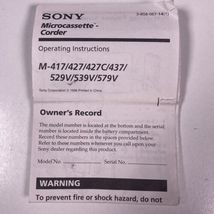 SONY
3-858-067-14(1)
Microcassette™-
Corder
Operating Instructions
M-417/427/427C/437/
529V/539V/579V
Sony Corporation © 1996 Printed in
Owner's Record
The model number is located at the bottom and the serial
number is located inside the battery compartment.
Record these numbers in the spaces provided below.
Refer to these numbers whenever you call upon your
Sony dealer regarding this product.
Model No. Serial No.
WARNING
To prevent fire or shock hazard, do not